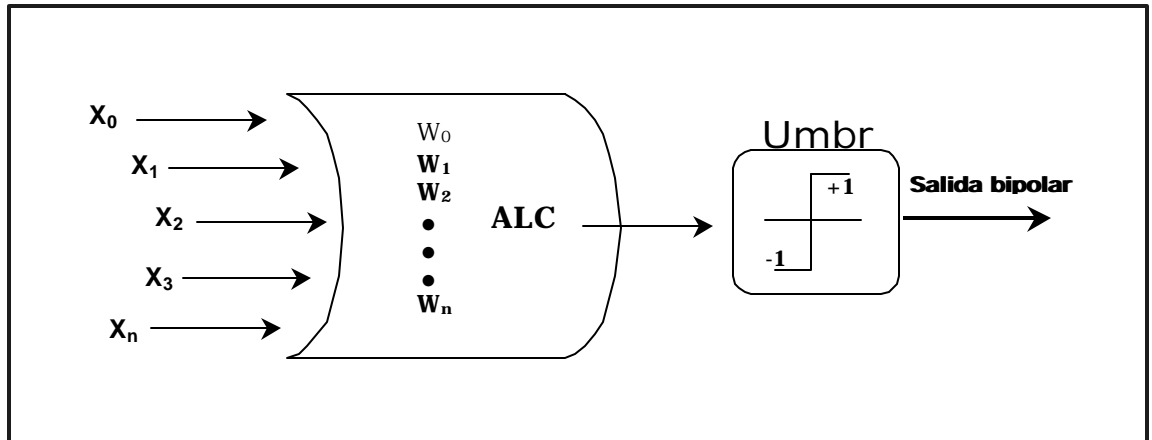 X₀
X₁
X₂
X₃
Xₙ
W₀
W₁
W₂
Wₙ
ALC
Umbr
+1
-1
Salida bipolar